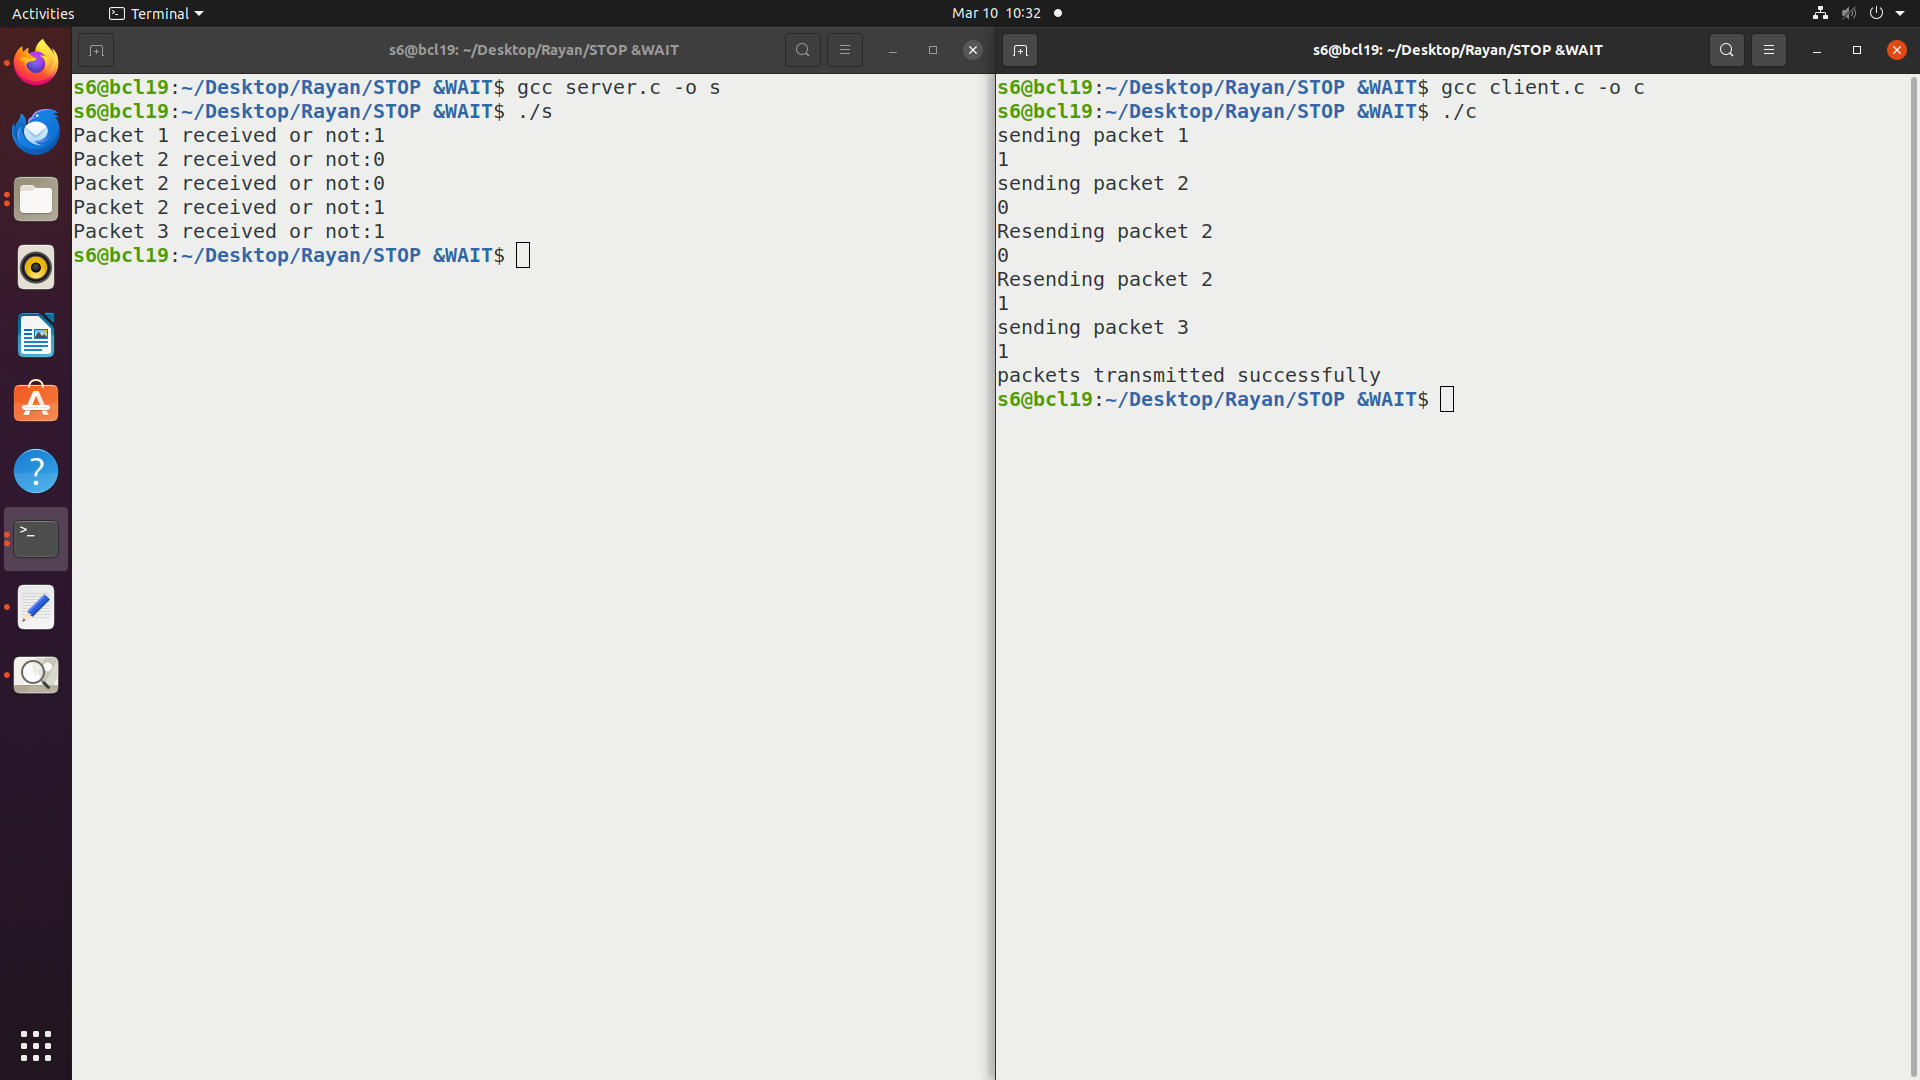 Activities
Terminal
Mar 10 10:32
s6@bcl19: ~/Desktop/Rayan/STOP &WAIT
s6@bcl19:~/Desktop/Rayan/STOP &WAIT$ gcc server.c -o s
s6@bcl19:~/Desktop/Rayan/STOP &WAIT$ ./s
Packet 1 received or not:1
Packet 2 received or not:0
Packet 2 received or not:0
Packet 2 received or not:1
Packet 3 received or not:1
s6@bcl19:~/Desktop/Rayan/STOP &WAIT$
s6@bcl19: ~/Desktop/Rayan/STOP &WAIT
s6@bcl19:~/Desktop/Rayan/STOP &WAIT$ gcc client.c -o c
s6@bcl19:~/Desktop/Rayan/STOP &WAIT$ ./c
sending packet 1
1
sending packet 2
0
Resending packet 2
0
Resending packet 2
1
sending packet 3
1
packets transmitted successfully
s6@bcl19:~/Desktop/Rayan/STOP &WAIT$